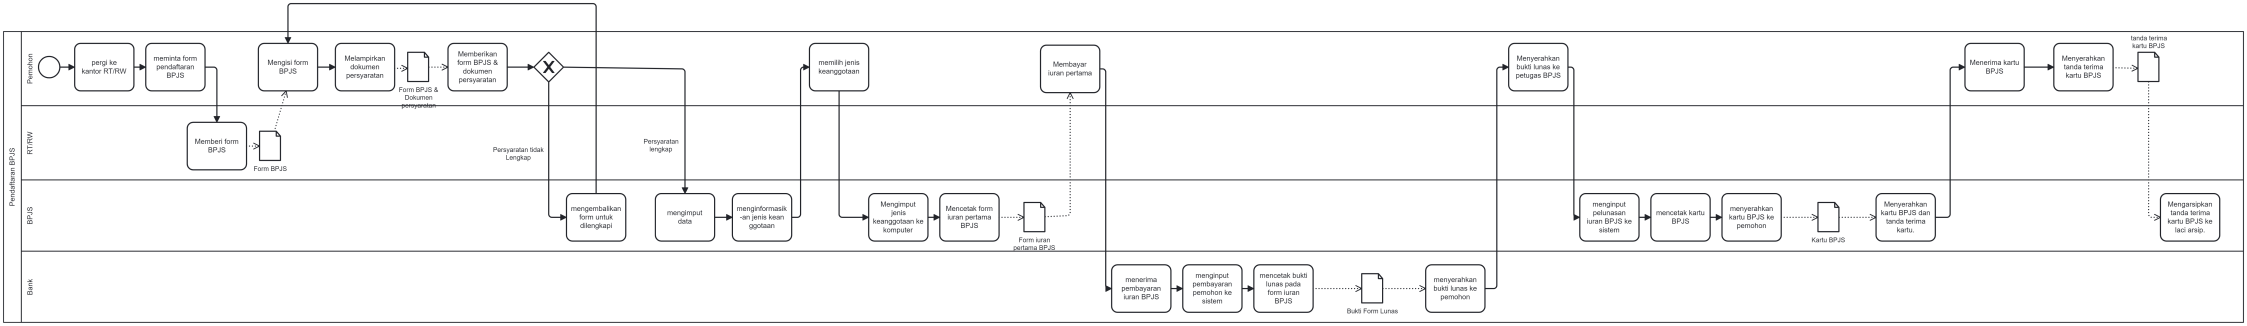 Pendaftaran BPJS
Pemohon
pergi ke
kantor RT/RW
meminta form
pendaftaran
BPJS
Mengisi form
BPJS
Melampirkan
dokumen
persyaratan
Form BPJS &
Dokumen
persyaratan
Memberikan
form BPJS &
dokumen
persyaratan
X
memilih jenis
keanggotaan
Membayar
iuran pertama
Menyerahkan
bukti lunas ke
petugas BPJS
Menerima kartu
BPJS
Menyerahkan
tanda terima
kartu BPJS
tanda terima
kartu BPJS
RT/RW
Memberi form
BPJS
Form BPJS
Persyaratan tidak
Lengkap
Persyaratan
lengkap
BPJS
mengembalikan
form untuk
dilengkapi
mengimput
data
menginformasik
-an jenis kean
ggotaan
Mengimput
jenis
keanggotaan ke
komputer
Mencetak form
iuran pertama
BPJS
Form iuran
pertama BPJS
menginput
pelunasan
iuran BPJS ke
sistem
mencetak kartu
BPJS
menyerahkan
kartu BPJS ke
pemohon
Kartu BPJS
Menyerahkan
kartu BPJS dan
tanda terima
kartu.
Mengarsipkan
tanda terima
kartu BPJS ke
laci arsip.
Bank
menerima
pembayaran
iuran BPJS
menginput
pembayaran
pemohon ke
sistem
mencetak bukti
lunas pada
form iuran
BPJS
Bukti Form Lunas
menyerahkan
bukti lunas ke
pemohon